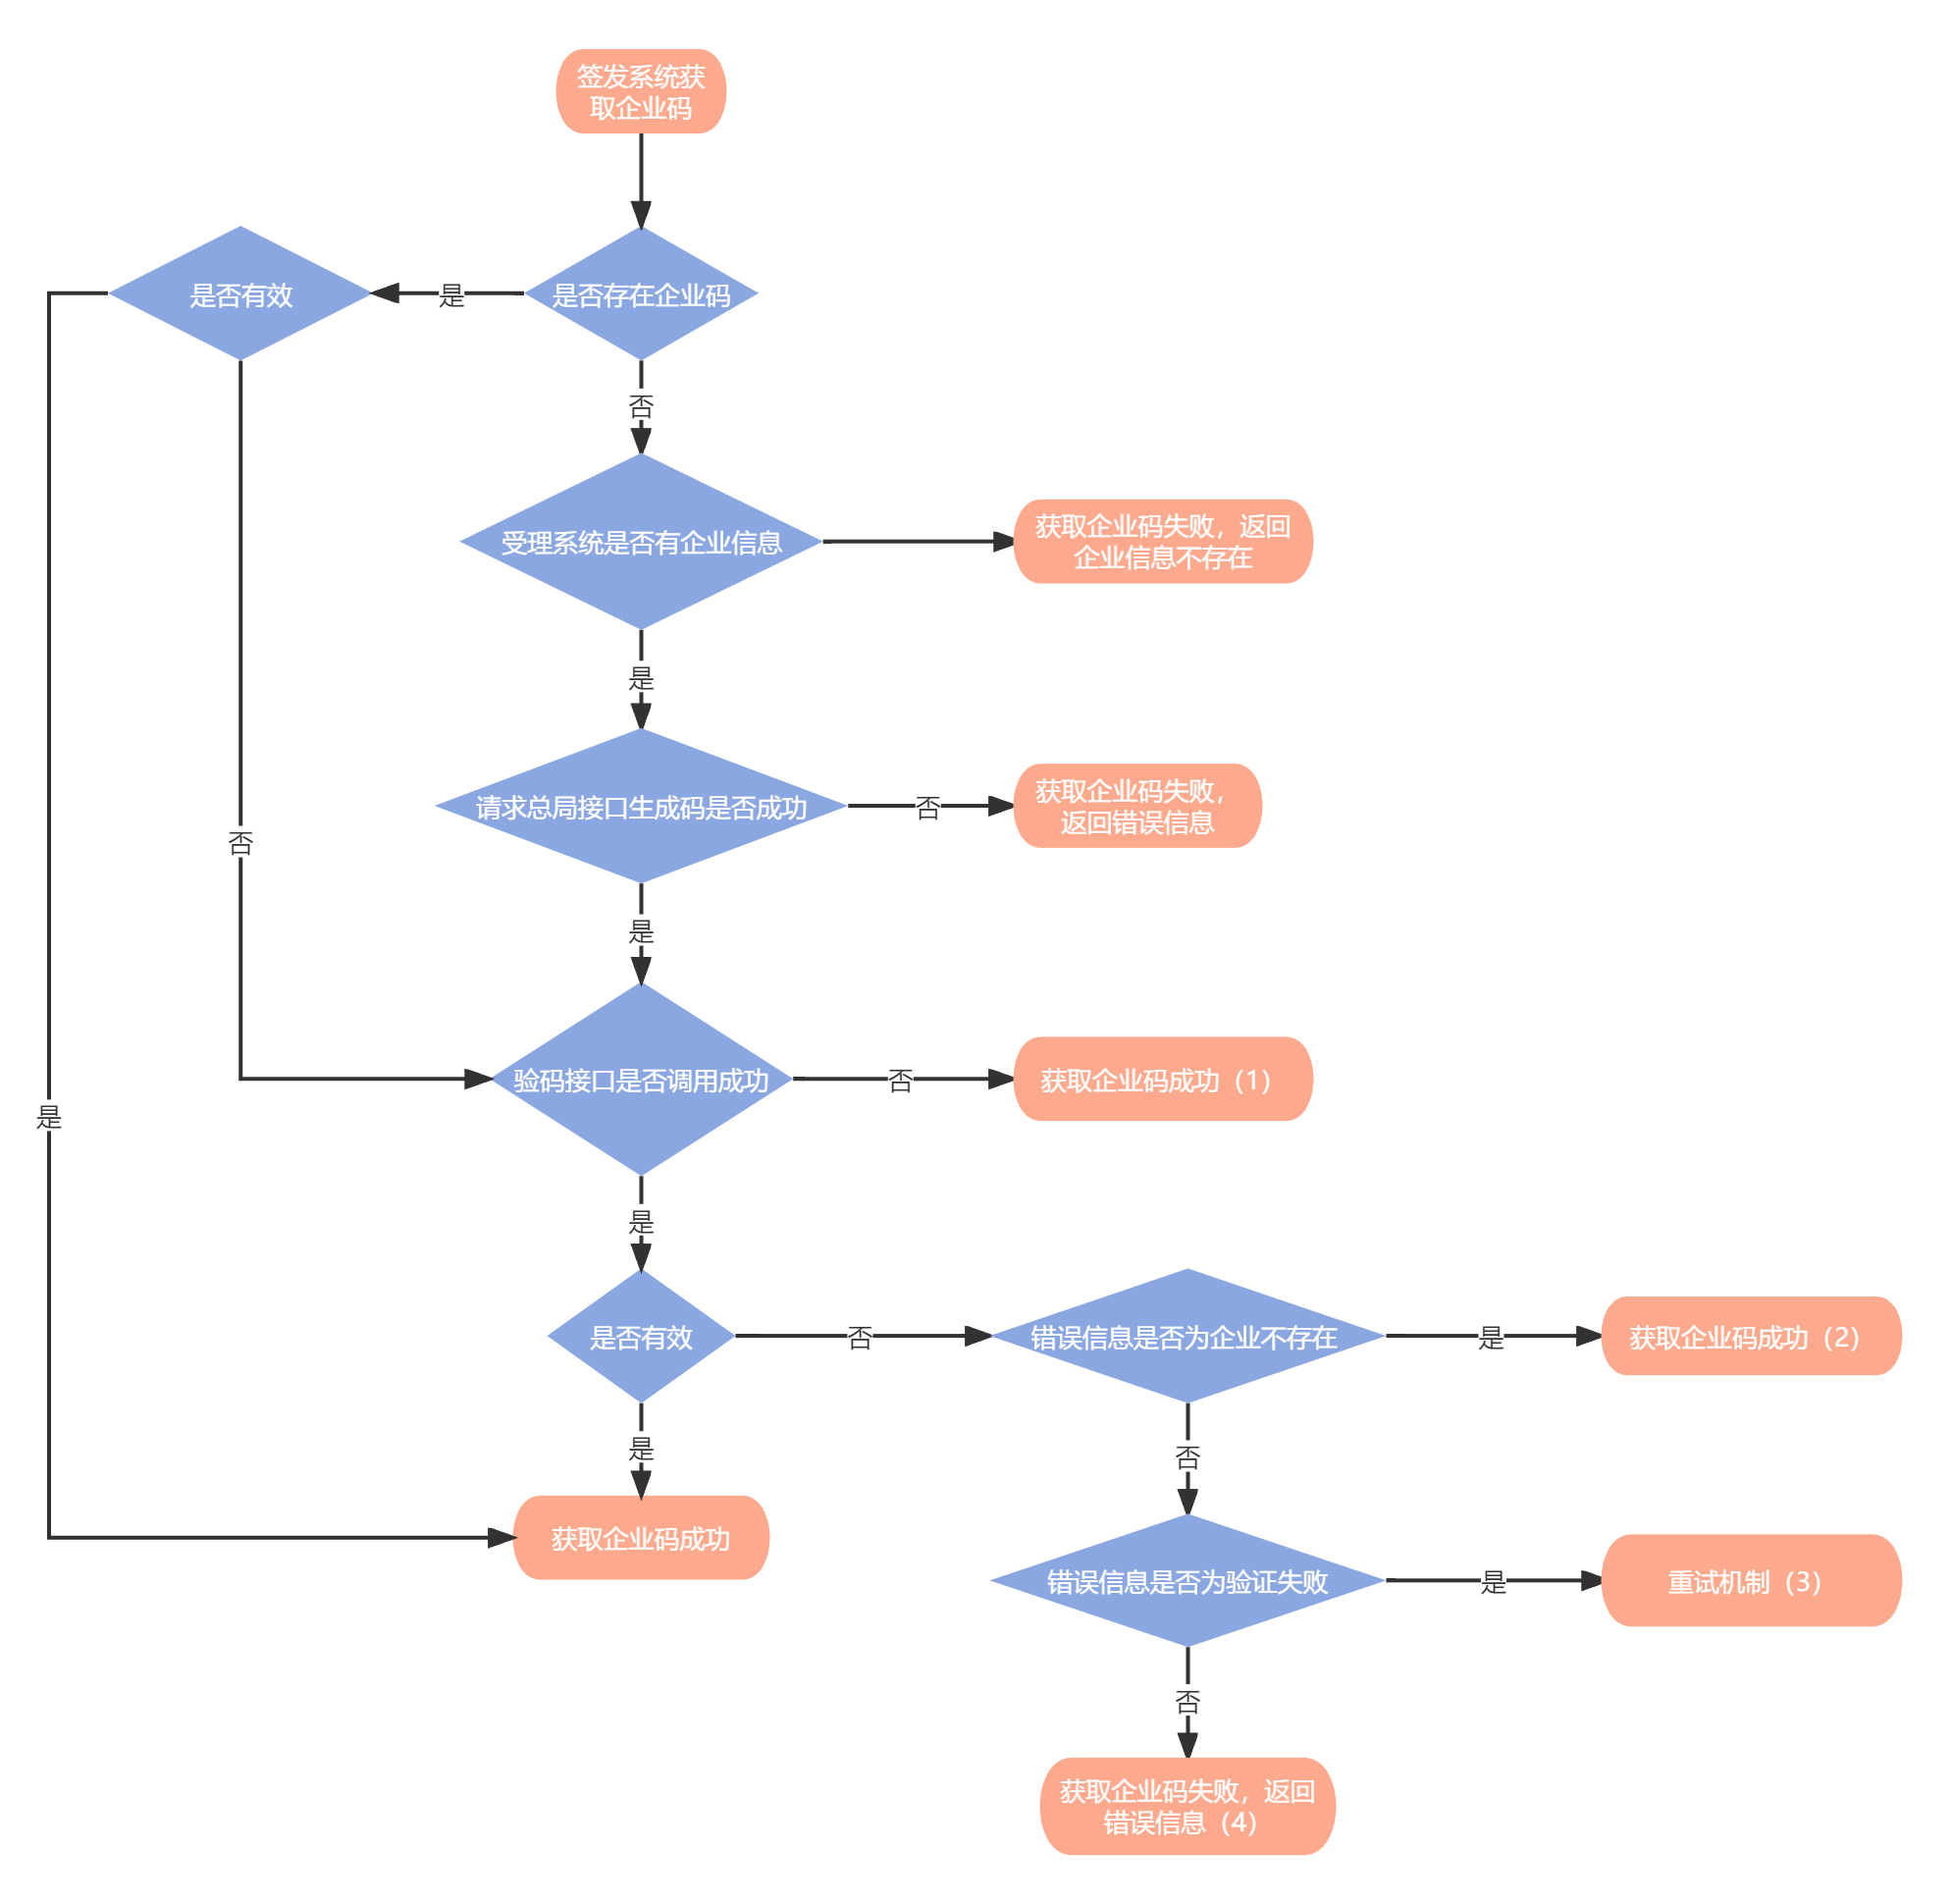 签发系统获
取企业码
是否有效
是
是否存在企业码
否
受理系统是否有企业信息
获取企业码失败，返回
企业信息不存在
是
请求总局接口生成码是否成功
否
获取企业码失败，
返回错误信息
否
是
验码接口是否调用成功
否
获取企业码成功（1）
是
是
是否有效
否
错误信息是否为企业不存在
是
获取企业码成功（2）
是
否
获取企业码成功
错误信息是否为验证失败
是
重试机制（3）
否
获取企业码失败，返回
错误信息（4）